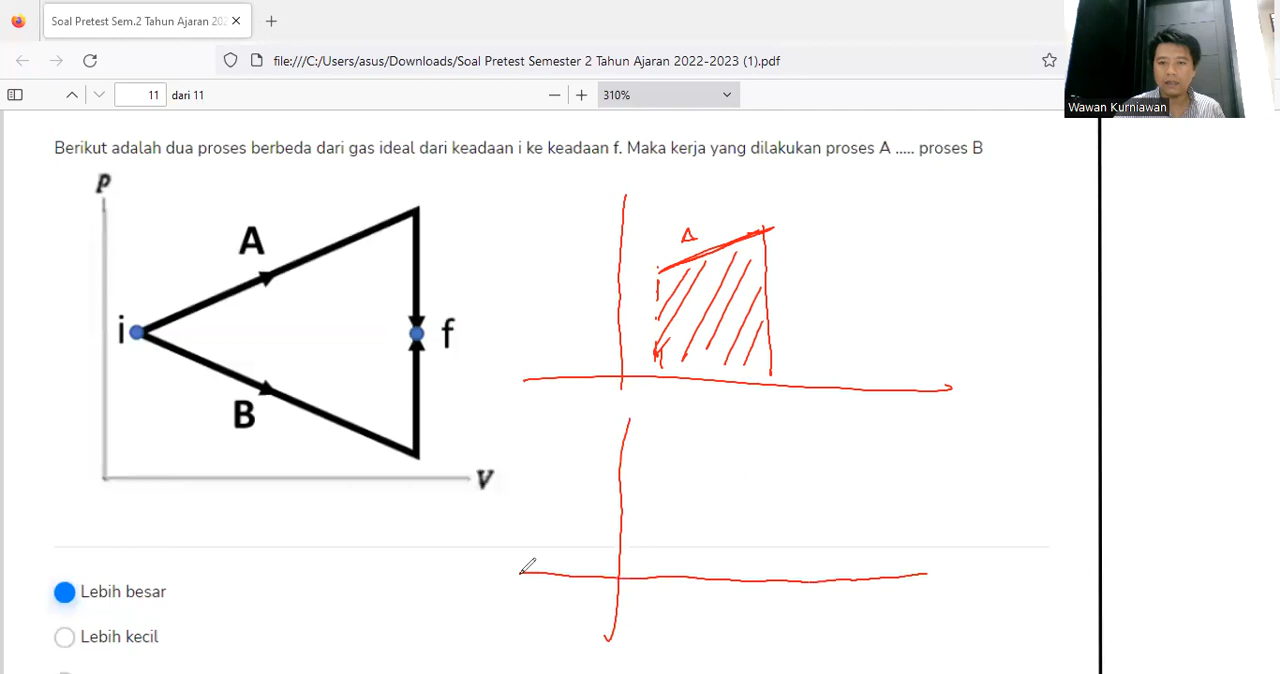 Soal Pretest Sem.2 Tahun Ajaran 202
file:///C:/Users/asus/Downloads/Soal Pretest Semester 2 Tahun Ajaran 2022-2023 (1).pdf
11 dari 11
310%
Wawan Kurniawan
Berikut adalah dua proses berbeda dari gas ideal dari keadaan i ke keadaan f. Maka kerja yang dilakukan proses A ..... proses B
P
A
A
i
f
B
V
Lebih besar
Lebih kecil